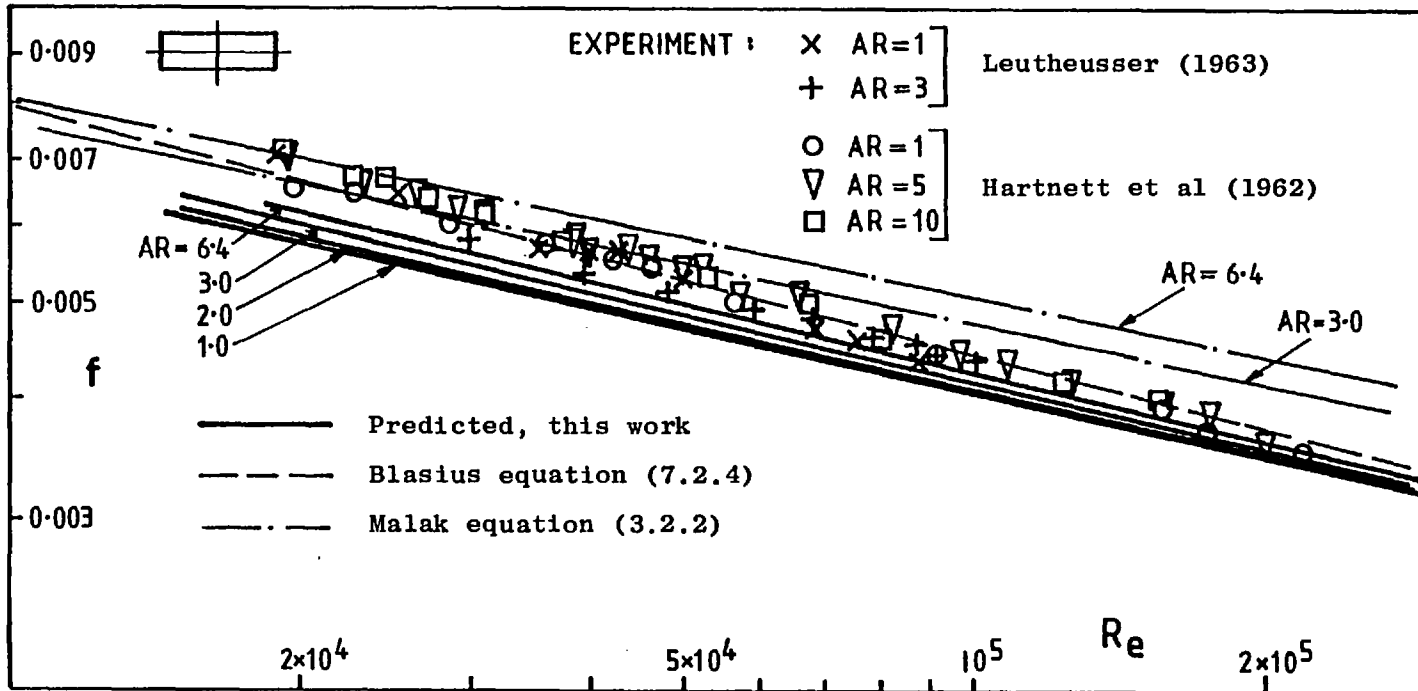 0·009
0·007
0·005
0·003
f
EXPERIMENT :
× AR=1
+ AR=3
Leutheusser (1963)
○ AR=1
▽ AR=5
□ AR=10
Hartnett et al (1962)
AR= 6·4
3·0
2·0
1·0
AR=6·4
AR=3·0
Predicted, this work
Blasius equation (7.2.4)
Malak equation (3.2.2)
Re
2×10⁴
5×10⁴
10⁵
2×10⁵